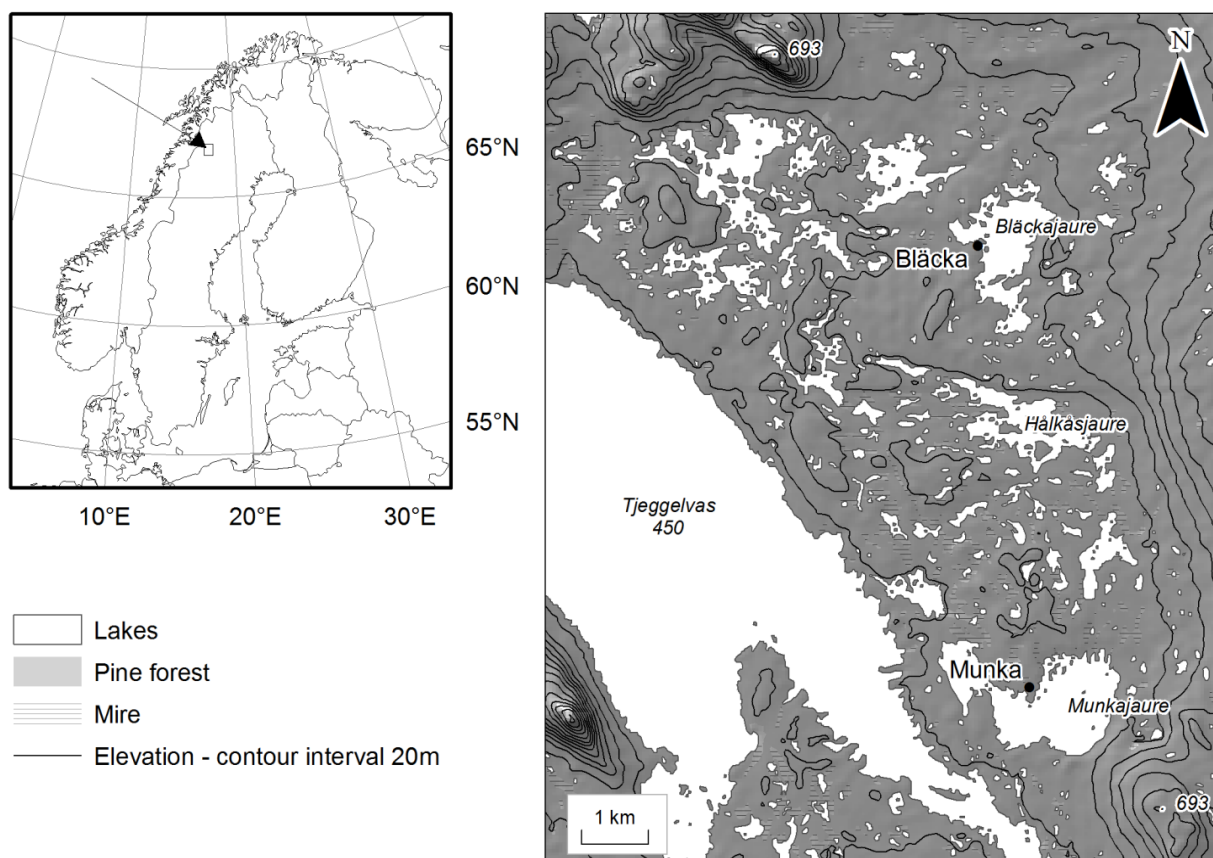 65°N
60°N
55°N
10°E
20°E
30°E
Lakes
Pine forest
Mire
Elevation - contour interval 20m
693
N
Bläckajaure
Bläcka
Hålkåsjaure
Tjeggelvas
450
Munka
Munkajaure
693
1 km